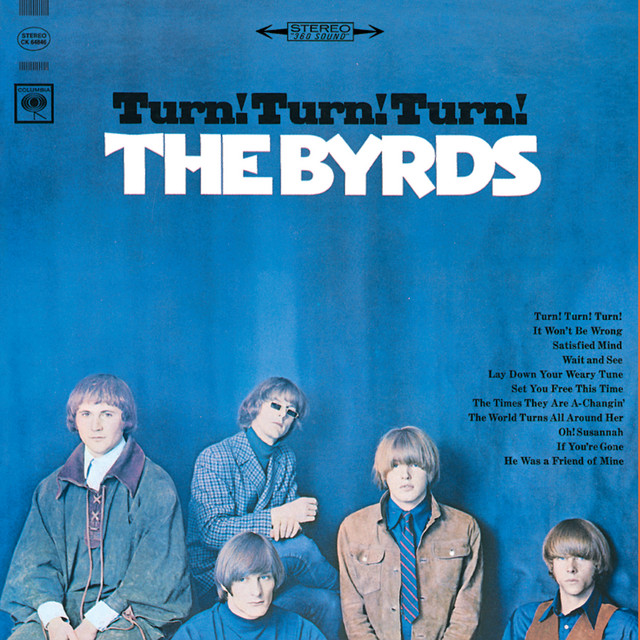 STEREO
CK 64846
COLUMBIA
STEREO
"360 SOUND"
Turn! Turn! Turn!
THE BYRDS
Turn! Turn! Turn!
It Won't Be Wrong
Satisfied Mind
Wait and See
Lay Down Your Weary Tune
Set You Free This Time
The Times They Are A-Changin'
The World Turns All Around Her
Oh! Susannah
If You're Gone
He Was a Friend of Mine